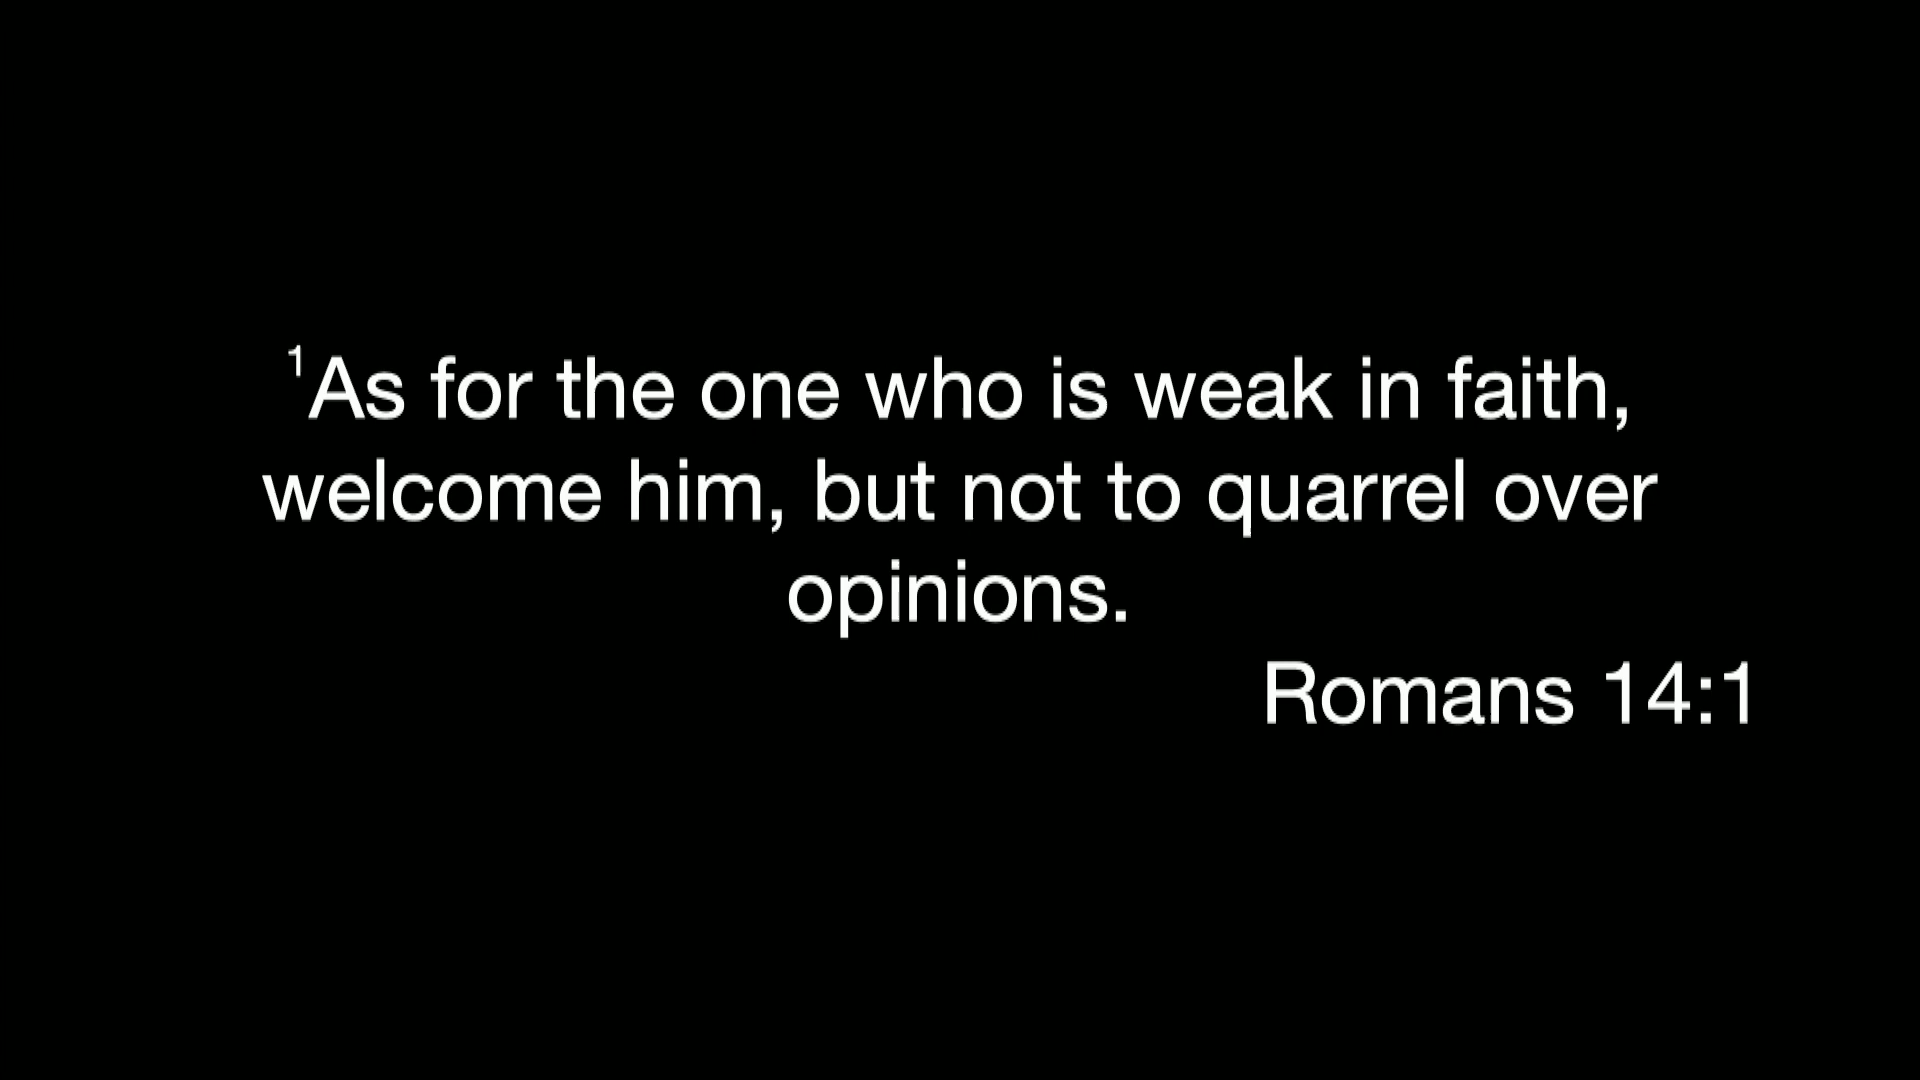 ¹As for the one who is weak in faith,
welcome him, but not to quarrel over
opinions.
Romans 14:1